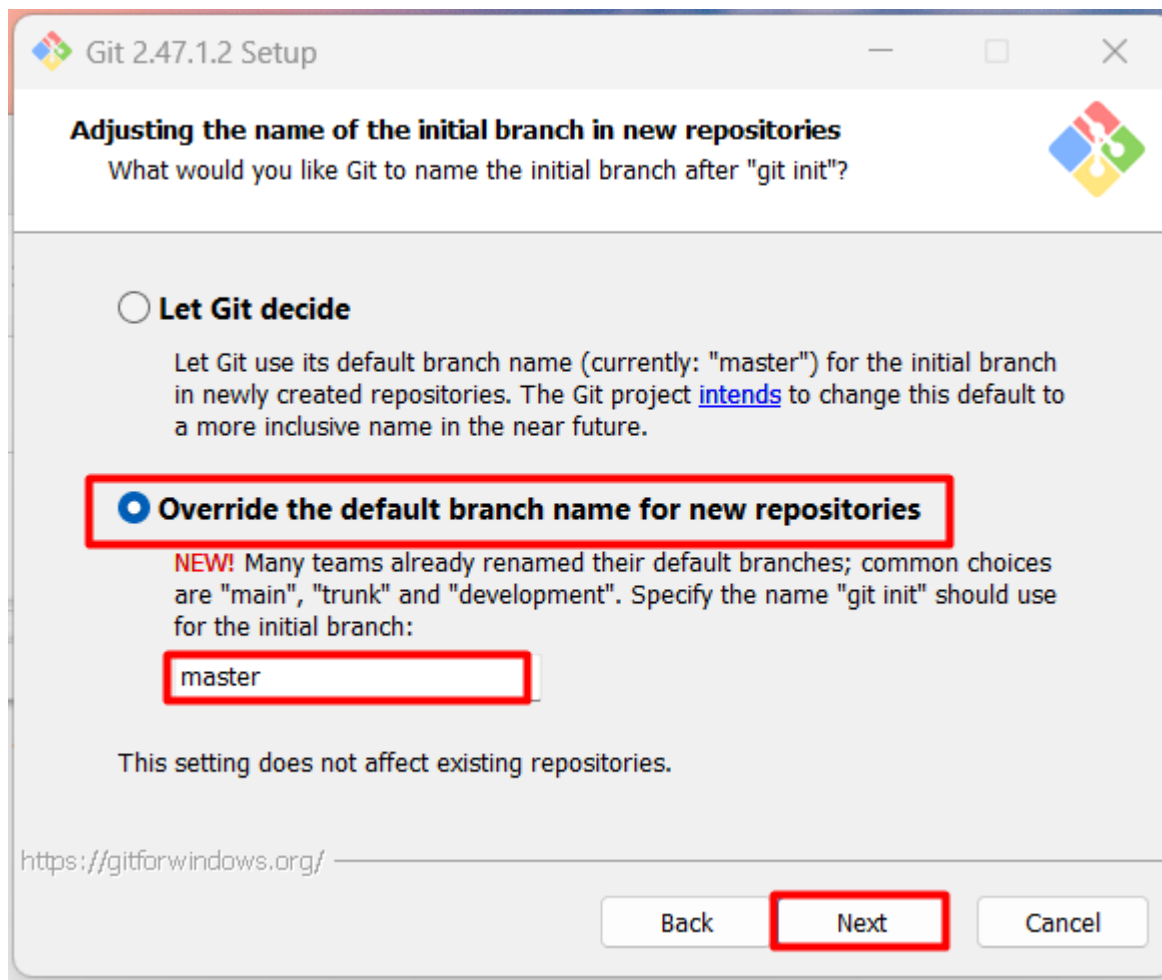 Git 2.47.1.2 Setup
Adjusting the name of the initial branch in new repositories
What would you like Git to name the initial branch after "git init"?
Let Git decide
Let Git use its default branch name (currently: "master") for the initial branch
in newly created repositories. The Git project intends to change this default to
a more inclusive name in the near future.
Override the default branch name for new repositories
NEW! Many teams already renamed their default branches; common choices
are "main", "trunk" and "development". Specify the name "git init" should use
for the initial branch:
master
This setting does not affect existing repositories.
https://gitforwindows.org/
Back Next Cancel